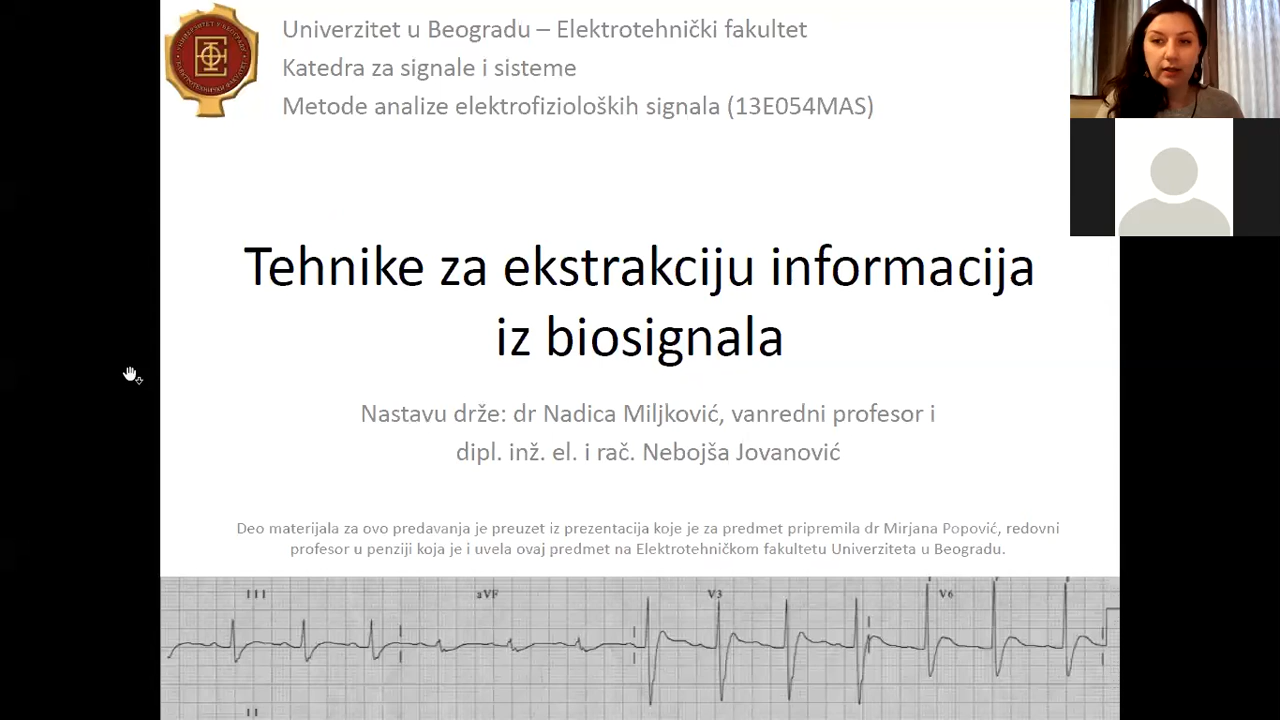 Univerzitet u Beogradu – Elektrotehnički fakultet
Katedra za signale i sisteme
Metode analize elektrofizioloških signala (13E054MAS)
Tehnike za ekstrakciju informacija
iz biosignala
Nastavu drže: dr Nadica Miljković, vanredni profesor i
dipl. inž. el. i rač. Nebojša Jovanović
Deo materijala za ovo predavanja je preuzet iz prezentacija koje je za predmet pripremila dr Mirjana Popović, redovni
profesor u penziji koja je i uvela ovaj predmet na Elektrotehničkom fakultetu Univerziteta u Beogradu.
III aVF V3 V6
II